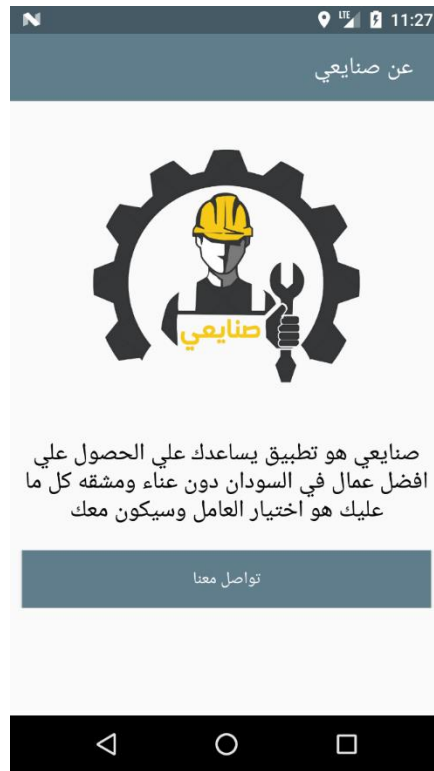 LTE 11:27
عن صنايعي
صنايعي
صنايعي هو تطبيق يساعدك علي الحصول علي
افضل عمال في السودان دون عناء ومشقه كل ما
عليك هو اختيار العامل وسيكون معك
تواصل معنا